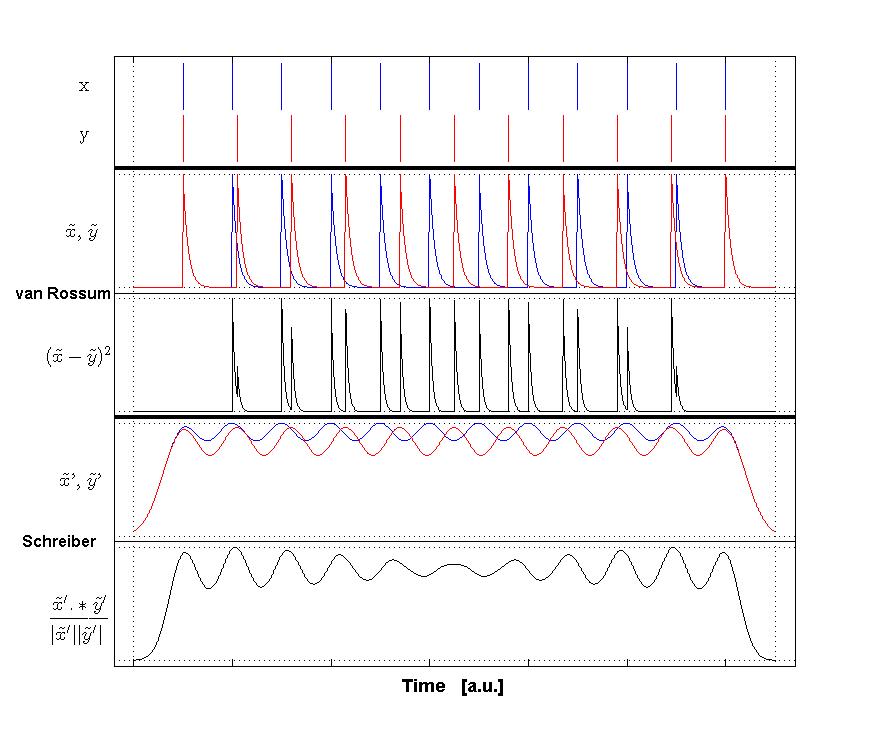 x
y
x̃, ỹ
van Rossum
(x̃ − ỹ)²
x̃’, ỹ’
Schreiber
x̃′. ∗ ỹ′
|x̃′||ỹ′|
Time [a.u.]